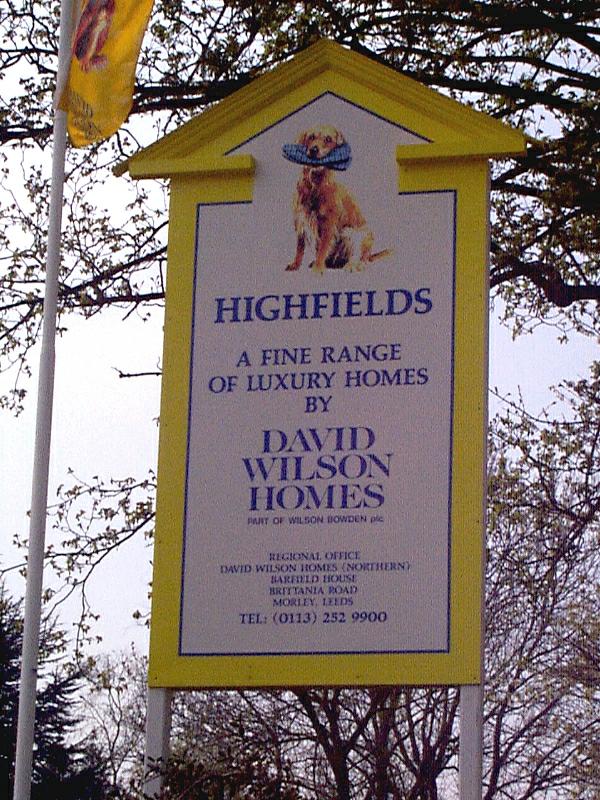 HIGHFIELDS
A FINE RANGE
OF LUXURY HOMES
BY
DAVID
WILSON
HOMES
PART OF WILSON BOWDEN plc
REGIONAL OFFICE
DAVID WILSON HOMES (NORTHERN)
BARFIELD HOUSE
BRITTANIA ROAD
MORLEY, LEEDS
TEL: (0113) 252 9900